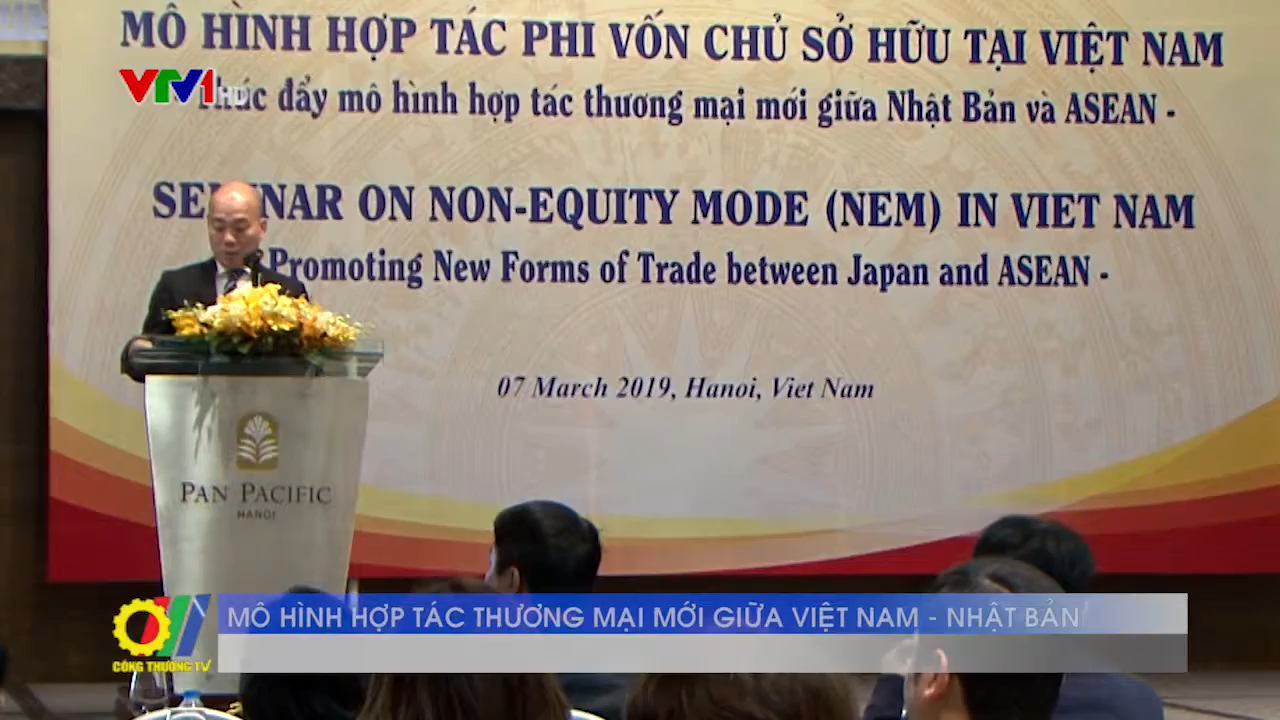 MÔ HÌNH HỢP TÁC PHI VỐN CHỦ SỞ HỮU TẠI VIỆT NAM
VTV1 HD
Thúc đẩy mô hình hợp tác thương mại mới giữa Nhật Bản và ASEAN -
SEMINAR ON NON-EQUITY MODE (NEM) IN VIET NAM
Promoting New Forms of Trade between Japan and ASEAN -
07 March 2019, Hanoi, Viet Nam
PAN PACIFIC
HANOI
MÔ HÌNH HỢP TÁC THƯƠNG MẠI MỚI GIỮA VIỆT NAM - NHẬT BẢN
CÔNG THƯƠNG TV